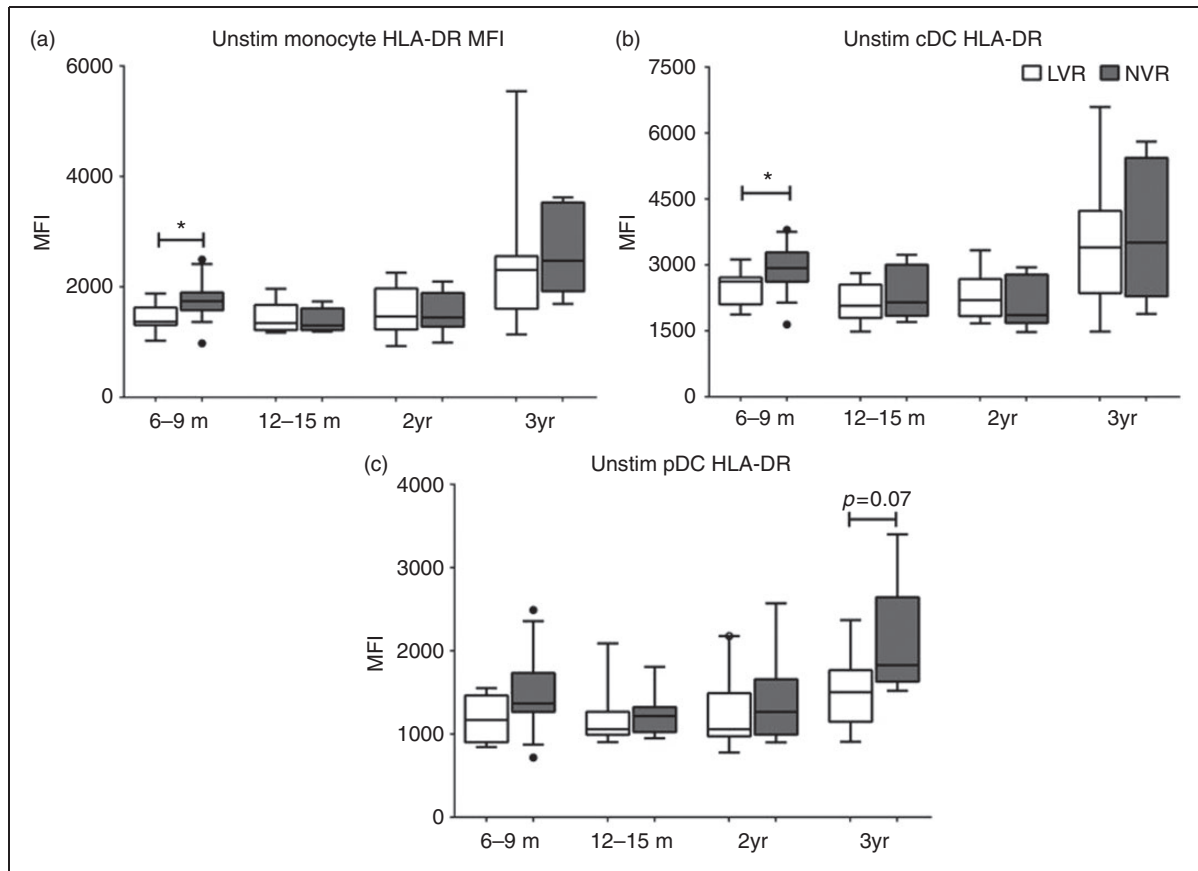 (a) Unstim monocyte HLA-DR MFI
6000
4000
2000
0
MFI
*
6–9 m 12–15 m 2yr 3yr
(b) Unstim cDC HLA-DR
LVR NVR
7500
6000
4500
3000
1500
0
MFI
*
6–9 m 12–15 m 2yr 3yr
(c) Unstim pDC HLA-DR
4000
3000
2000
1000
0
MFI
p=0.07
6–9 m 12–15 m 2yr 3yr